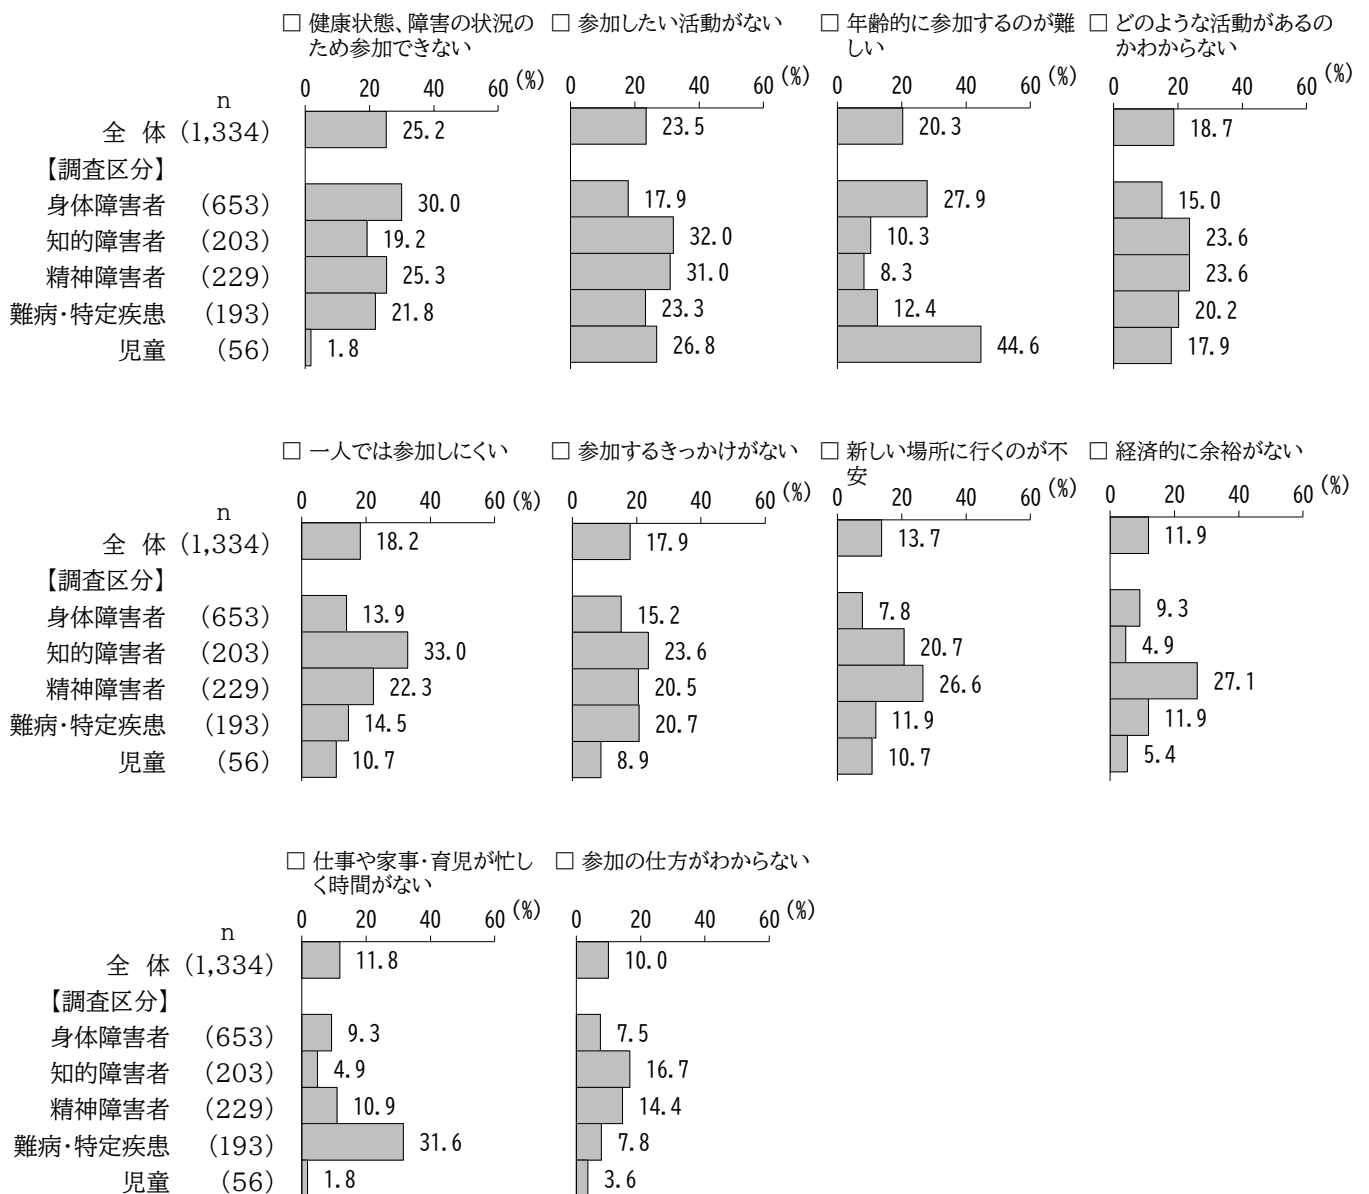 □ 健康状態、障害の状況の
ため参加できない
□ 参加したい活動がない
□ 年齢的に参加するのが難
しい
□ どのような活動があるの
かわからない
0 20 40 60 (%)
0 20 40 60 (%)
0 20 40 60 (%)
0 20 40 60 (%)
n
全 体 (1,334) 25.2 23.5 20.3 18.7
【調査区分】
身体障害者 (653) 30.0 17.9 27.9 15.0
知的障害者 (203) 19.2 32.0 10.3 23.6
精神障害者 (229) 25.3 31.0 8.3 23.6
難病・特定疾患 (193) 21.8 23.3 12.4 20.2
児童 (56) 1.8 26.8 44.6 17.9
□ 一人では参加しにくい
□ 参加するきっかけがない
□ 新しい場所に行くのが不
安
□ 経済的に余裕がない
0 20 40 60 (%)
0 20 40 60 (%)
0 20 40 60 (%)
0 20 40 60 (%)
n
全 体 (1,334) 18.2 17.9 13.7 11.9
【調査区分】
身体障害者 (653) 13.9 15.2 7.8 9.3
知的障害者 (203) 33.0 23.6 20.7 4.9
精神障害者 (229) 22.3 20.5 26.6 27.1
難病・特定疾患 (193) 14.5 20.7 11.9 11.9
児童 (56) 10.7 8.9 10.7 5.4
□ 仕事や家事・育児が忙し
く時間がない
□ 参加の仕方がわからない
0 20 40 60 (%)
0 20 40 60 (%)
n
全 体 (1,334) 11.8 10.0
【調査区分】
身体障害者 (653) 9.3 7.5
知的障害者 (203) 4.9 16.7
精神障害者 (229) 10.9 14.4
難病・特定疾患 (193) 31.6 7.8
児童 (56) 1.8 3.6